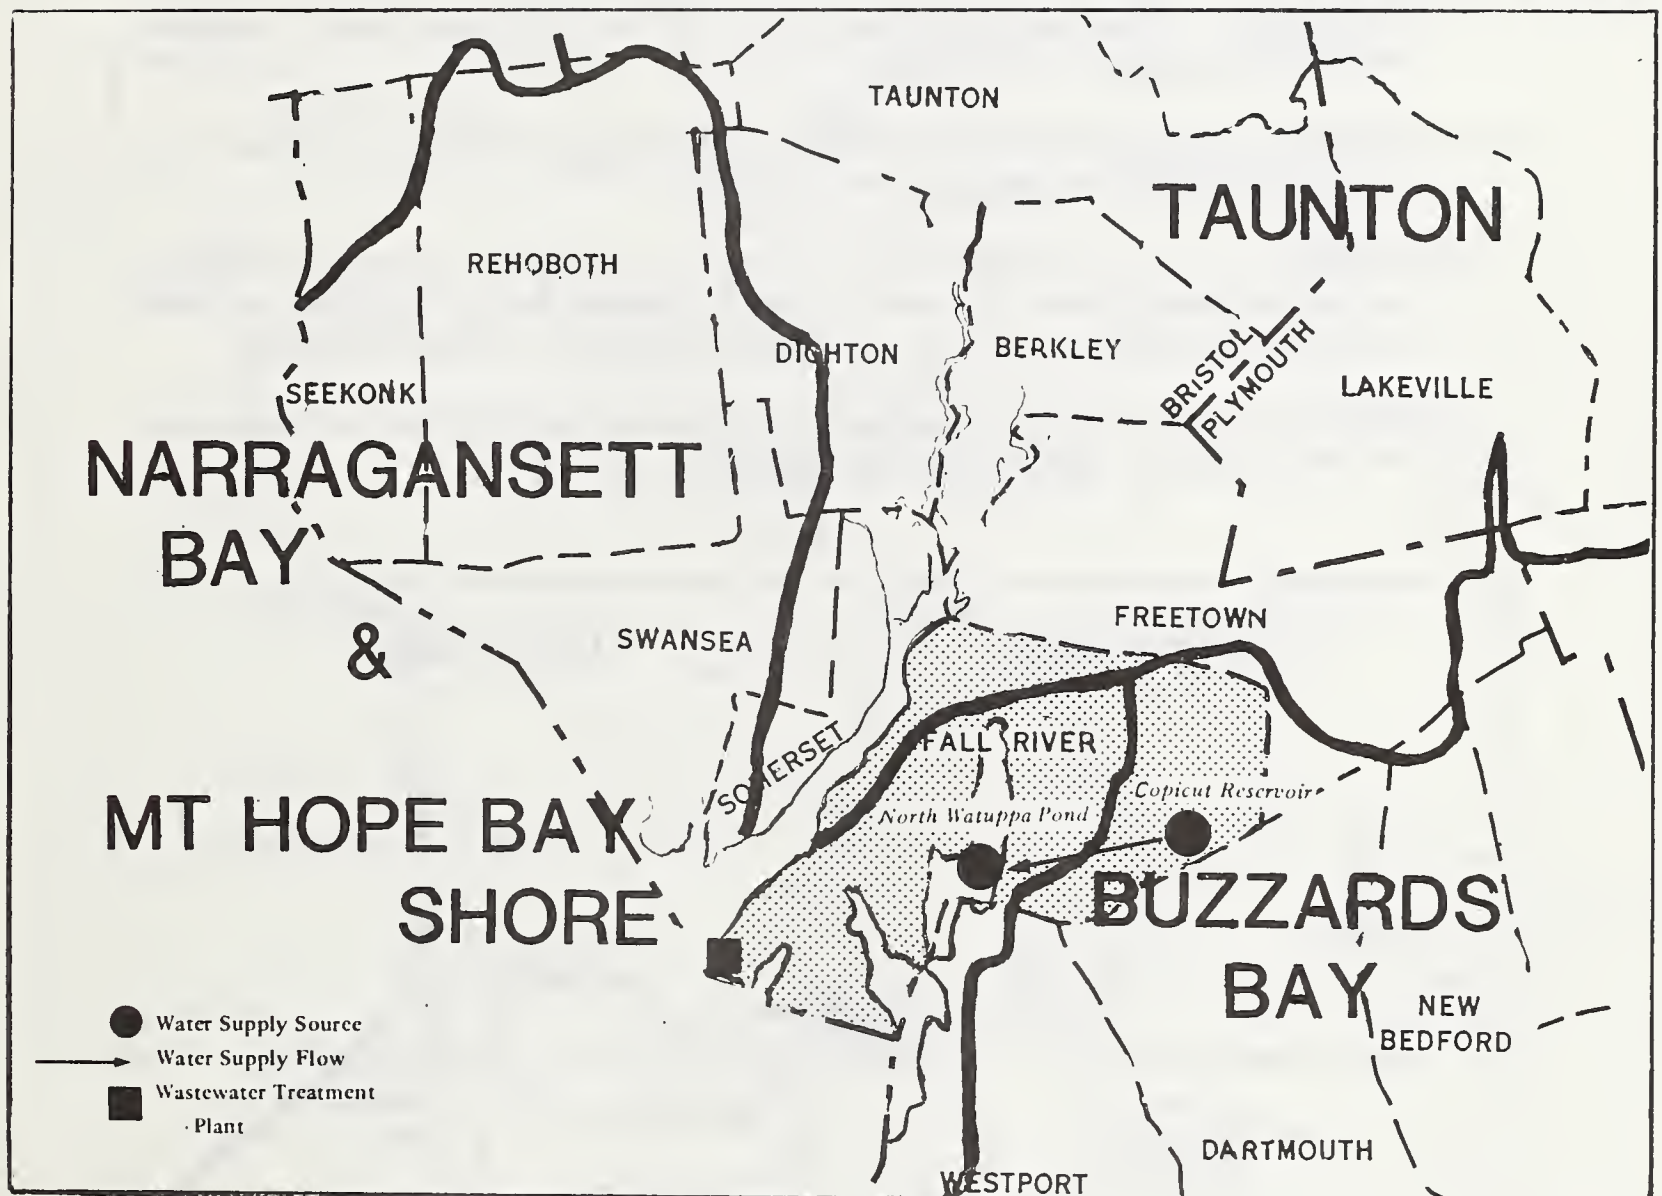 TAUNTON
TAUNTON
REHOBOTH
DIGHTON
BERKLEY
BRISTOL
PLYMOUTH
LAKEVILLE
SEEKONK
NARRAGANSETT
BAY
&
MT HOPE BAY
SHORE
SWANSEA
FREETOWN
SOMERSET
FALL RIVER
Copicut Reservoir
North Watuppa Pond
BUZZARDS
BAY
NEW
BEDFORD
DARTMOUTH
WESTPORT
Water Supply Source
Water Supply Flow
Wastewater Treatment
Plant